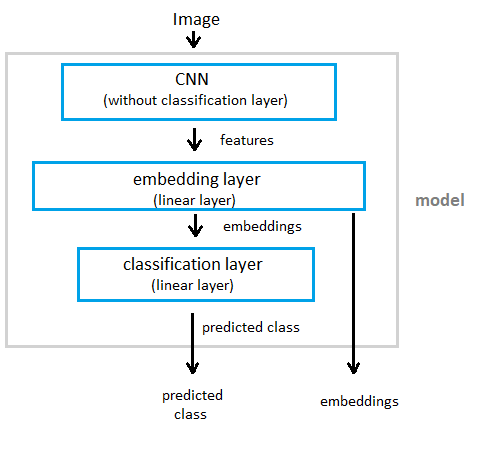 Image
CNN
(without classification layer)
features
embedding layer
(linear layer)
model
embeddings
classification layer
(linear layer)
predicted class
predicted
class
embeddings